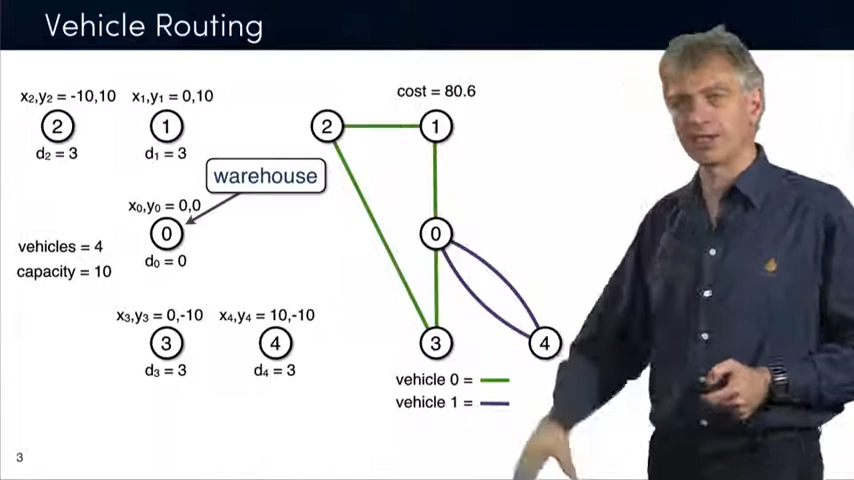 Vehicle Routing
x2,y2 = -10,10
x1,y1 = 0,10
cost = 80.6
2
1
2
1
d2 = 3
d1 = 3
warehouse
x0,y0 = 0,0
0
0
vehicles = 4
d0 = 0
capacity = 10
x3,y3 = 0,-10
x4,y4 = 10,-10
3
4
3
4
d3 = 3
d4 = 3
vehicle 0 =
vehicle 1 =
3